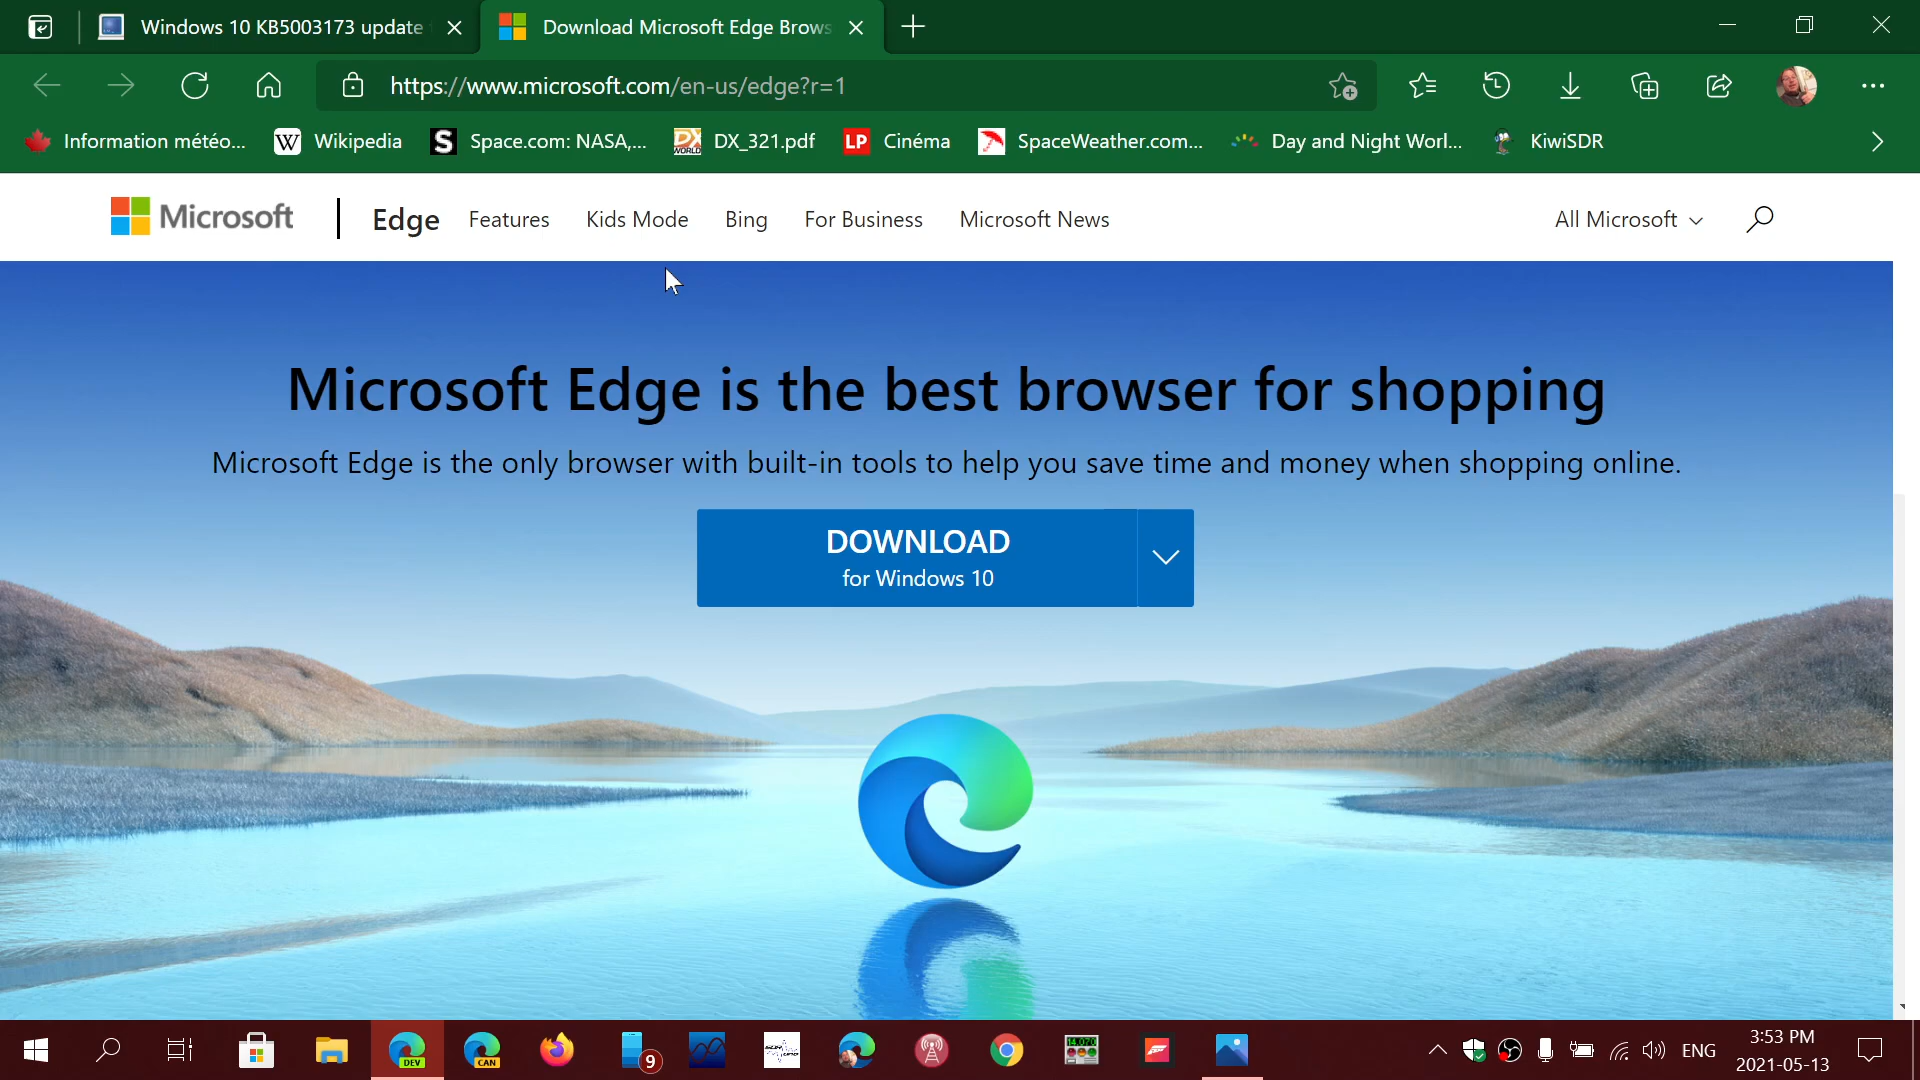 Windows 10 KB5003173 update
Download Microsoft Edge Brows
https://www.microsoft.com/en-us/edge?r=1
Information météo...
W
Wikipedia
S
Space.com: NASA,...
DX WORLD
DX_321.pdf
LP
Cinéma
SpaceWeather.com...
Day and Night Worl...
KiwiSDR
Microsoft
Edge
Features
Kids Mode
Bing
For Business
Microsoft News
All Microsoft
Microsoft Edge is the best browser for shopping
Microsoft Edge is the only browser with built-in tools to help you save time and money when shopping online.
DOWNLOAD
for Windows 10
DEV
CAN
9
14.070
ENG
3:53 PM
2021-05-13